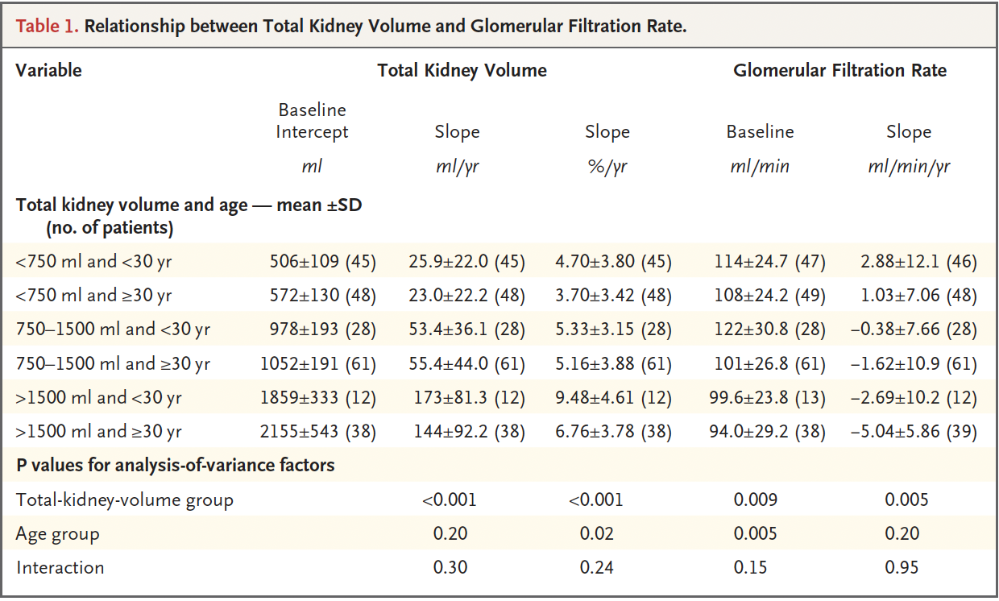 Table 1. Relationship between Total Kidney Volume and Glomerular Filtration Rate.
Variable Total Kidney Volume Glomerular Filtration Rate
Baseline
Intercept Slope Slope Baseline Slope
ml ml/yr %/yr ml/min ml/min/yr
Total kidney volume and age — mean ±SD
(no. of patients)
<750 ml and <30 yr 506±109 (45) 25.9±22.0 (45) 4.70±3.80 (45) 114±24.7 (47) 2.88±12.1 (46)
<750 ml and ≥30 yr 572±130 (48) 23.0±22.2 (48) 3.70±3.42 (48) 108±24.2 (49) 1.03±7.06 (48)
750–1500 ml and <30 yr 978±193 (28) 53.4±36.1 (28) 5.33±3.15 (28) 122±30.8 (28) −0.38±7.66 (28)
750–1500 ml and ≥30 yr 1052±191 (61) 55.4±44.0 (61) 5.16±3.88 (61) 101±26.8 (61) −1.62±10.9 (61)
>1500 ml and <30 yr 1859±333 (12) 173±81.3 (12) 9.48±4.61 (12) 99.6±23.8 (13) −2.69±10.2 (12)
>1500 ml and ≥30 yr 2155±543 (38) 144±92.2 (38) 6.76±3.78 (38) 94.0±29.2 (38) −5.04±5.86 (39)
P values for analysis-of-variance factors
Total-kidney-volume group <0.001 <0.001 0.009 0.005
Age group 0.20 0.02 0.005 0.20
Interaction 0.30 0.24 0.15 0.95